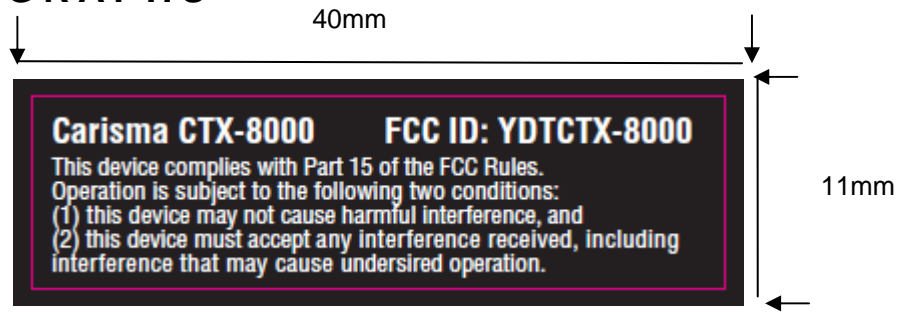 40mm
Carisma CTX-8000 FCC ID: YDTCTX-8000
This device complies with Part 15 of the FCC Rules.
Operation is subject to the following two conditions:
(1) this device may not cause harmful interference, and
(2) this device must accept any interference received, including
interference that may cause undersired operation.
11mm